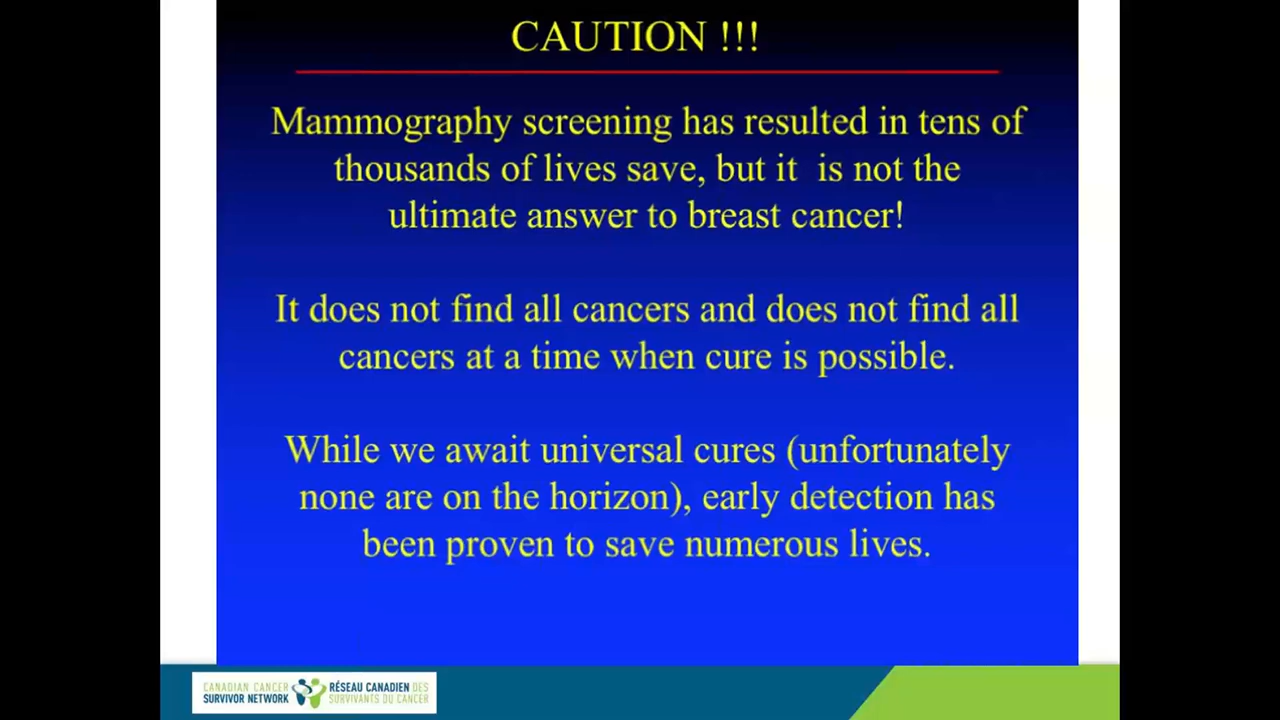 CAUTION !!!
Mammography screening has resulted in tens of
thousands of lives save, but it  is not the
ultimate answer to breast cancer!
It does not find all cancers and does not find all
cancers at a time when cure is possible.
While we await universal cures (unfortunately
none are on the horizon), early detection has
been proven to save numerous lives.
CANADIAN CANCER
SURVIVOR NETWORK
RÉSEAU CANADIEN DES
SURVIVANTS DU CANCER